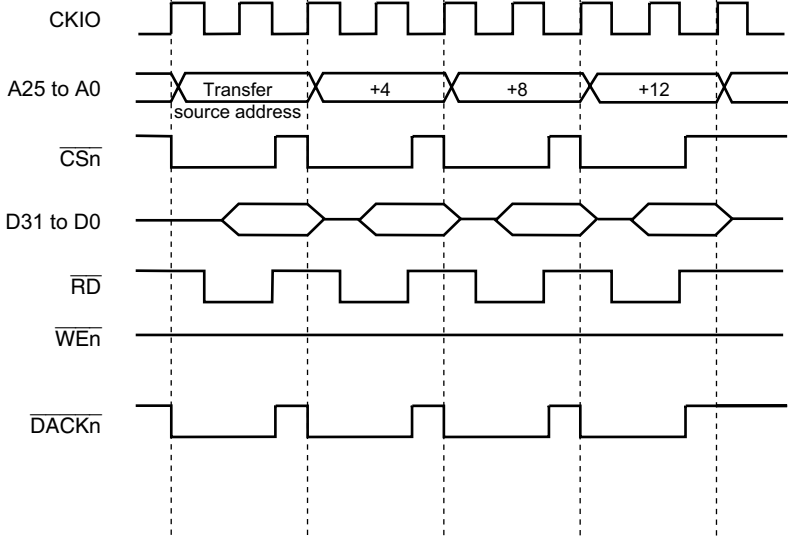 CKIO
A25 to A0
Transfer
source address
+4
+8
+12
CSn
D31 to D0
RD
WEn
DACKn